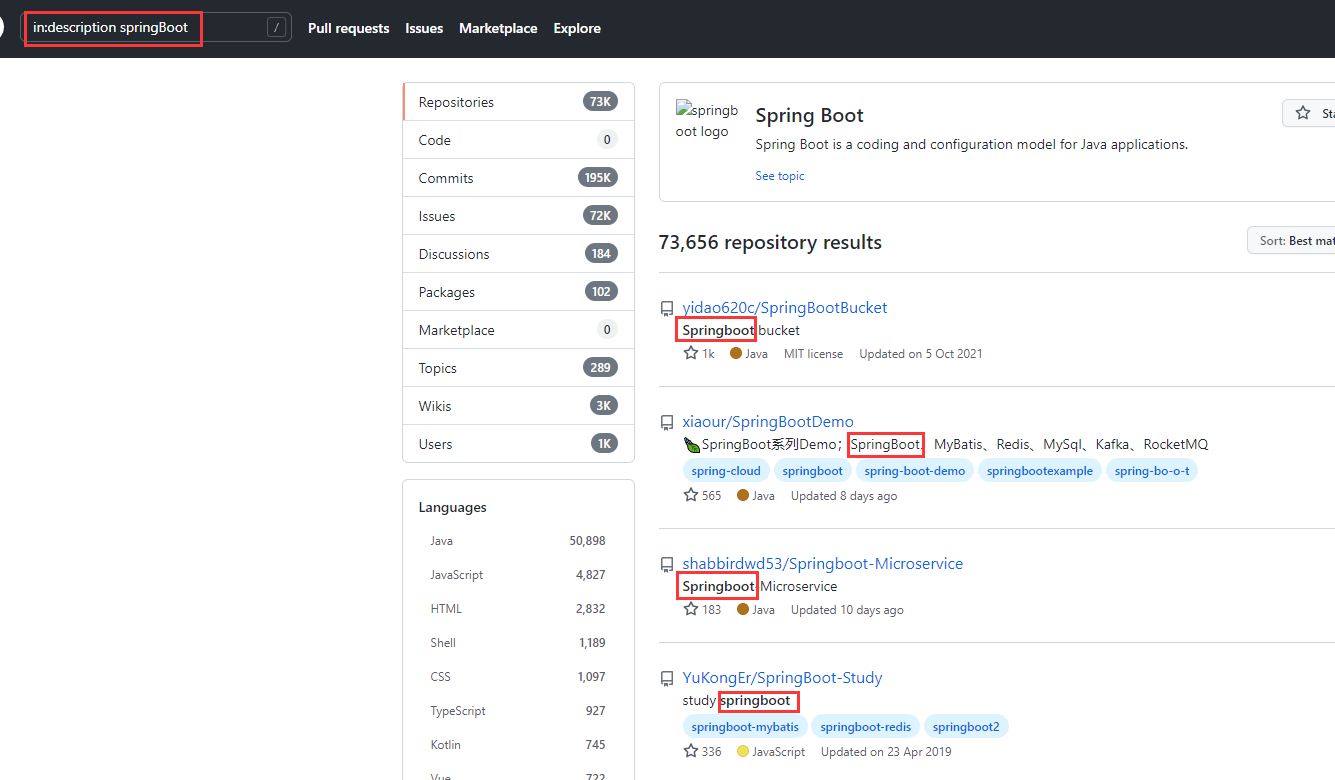 in:description springBoot
/
Pull requests Issues Marketplace Explore
Repositories 73K
Code 0
Commits 195K
Issues 72K
Discussions 184
Packages 102
Marketplace 0
Topics 289
Wikis 3K
Users 1K
Languages
Java 50,898
JavaScript 4,827
HTML 2,832
Shell 1,189
CSS 1,097
TypeScript 927
Kotlin 745
Vue 722
springb
oot logo
Spring Boot
Sta
Spring Boot is a coding and configuration model for Java applications.
See topic
73,656 repository results
Sort: Best mat
yidao620c/SpringBootBucket
Springboot bucket
1k Java MIT license Updated on 5 Oct 2021
xiaour/SpringBootDemo
SpringBoot系列Demo；SpringBoot、MyBatis、Redis、MySql、Kafka、RocketMQ
spring-cloud springboot spring-boot-demo springbootexample spring-bo-o-t
565 Java Updated 8 days ago
shabbirdwd53/Springboot-Microservice
Springboot-Microservice
183 Java Updated 10 days ago
YuKongEr/SpringBoot-Study
study springboot
springboot-mybatis springboot-redis springboot2
336 JavaScript Updated on 23 Apr 2019